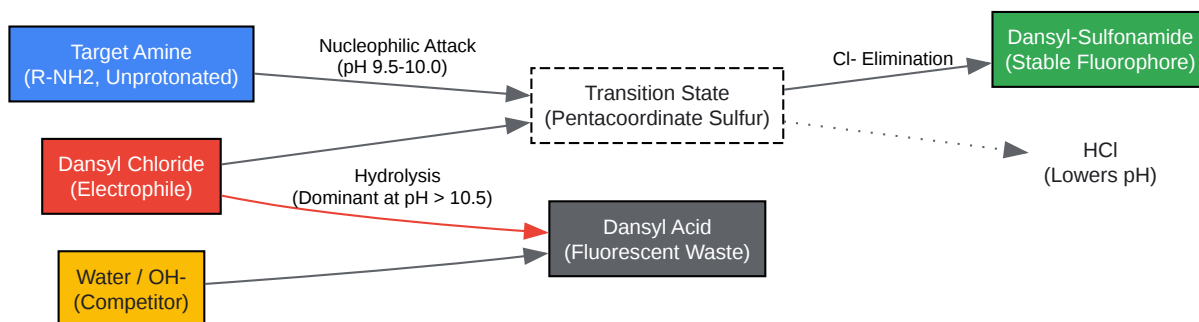 Target Amine
(R-NH2, Unprotonated)
Nucleophilic Attack
(pH 9.5-10.0)
Cl- Elimination
Dansyl-Sulfonamide
(Stable Fluorophore)
Transition State
(Pentacoordinate Sulfur)
Dansyl Chloride
(Electrophile)
HCl
(Lowers pH)
Hydrolysis
(Dominant at pH > 10.5)
Dansyl Acid
(Fluorescent Waste)
Water / OH-
(Competitor)